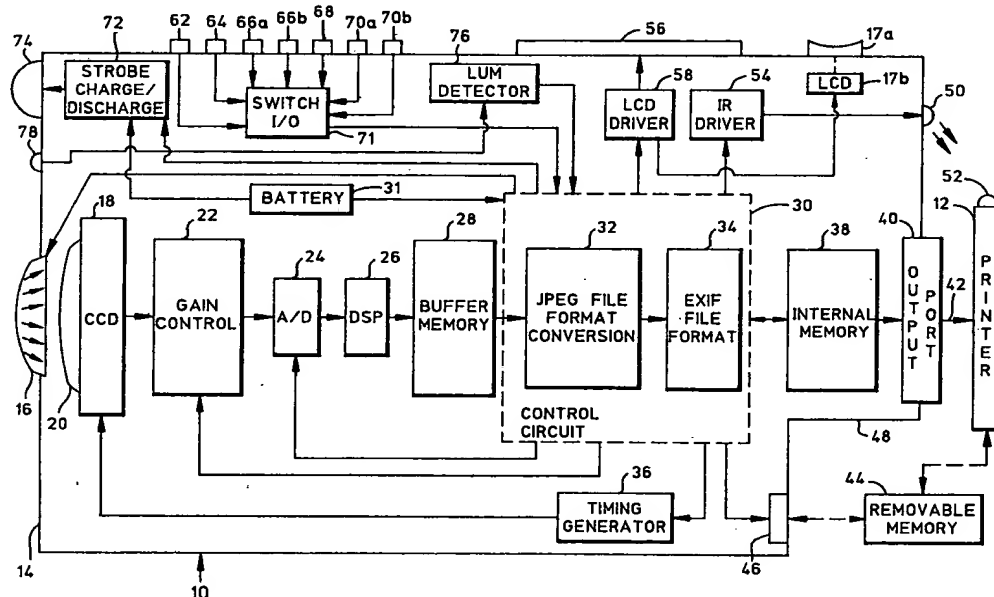 72
62
64
66a
66b
68
70a
70b
74
76
56
17a
STROBE
CHARGE/
DISCHARGE
LUM
DETECTOR
58
54
LCD
17b
SWITCH
I/O
LCD
DRIVER
IR
DRIVER
50
78
71
BATTERY
31
52
12
18
22
28
30
40
24
26
32
34
38
CCD
GAIN
CONTROL
A/D
DSP
BUFFER
MEMORY
JPEG FILE
FORMAT
CONVERSION
EXIF
FILE
FORMAT
INTERNAL
MEMORY
OUTPUT
PORT
42
PRINTER
16
20
CONTROL
CIRCUIT
48
36
44
TIMING
GENERATOR
REMOVABLE
MEMORY
14
10
46